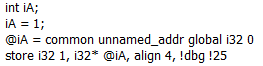 int iA;
iA = 1;
@iA = common unnamed_addr global i32 0
store i32 1, i32* @iA, align 4, !dbg !25